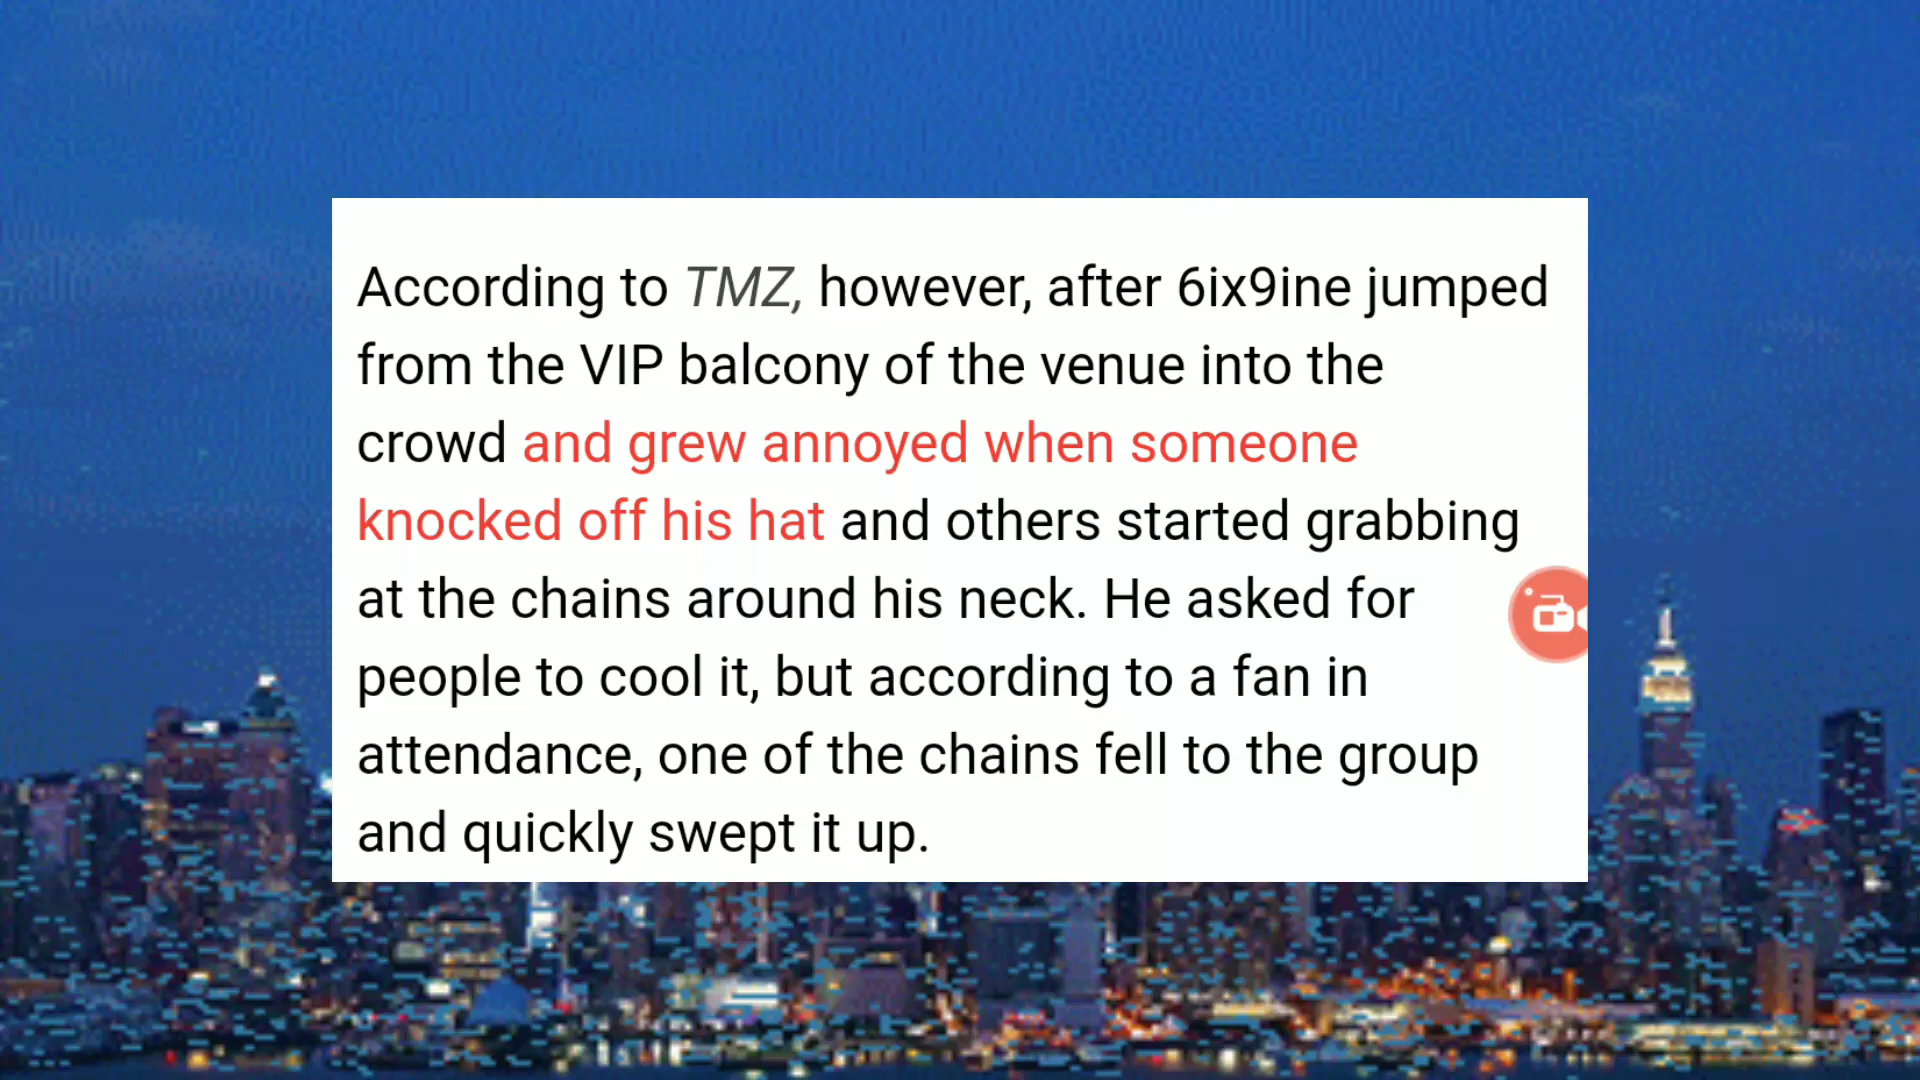 According to TMZ, however, after 6ix9ine jumped
from the VIP balcony of the venue into the
crowd and grew annoyed when someone
knocked off his hat and others started grabbing
at the chains around his neck. He asked for
people to cool it, but according to a fan in
attendance, one of the chains fell to the group
and quickly swept it up.